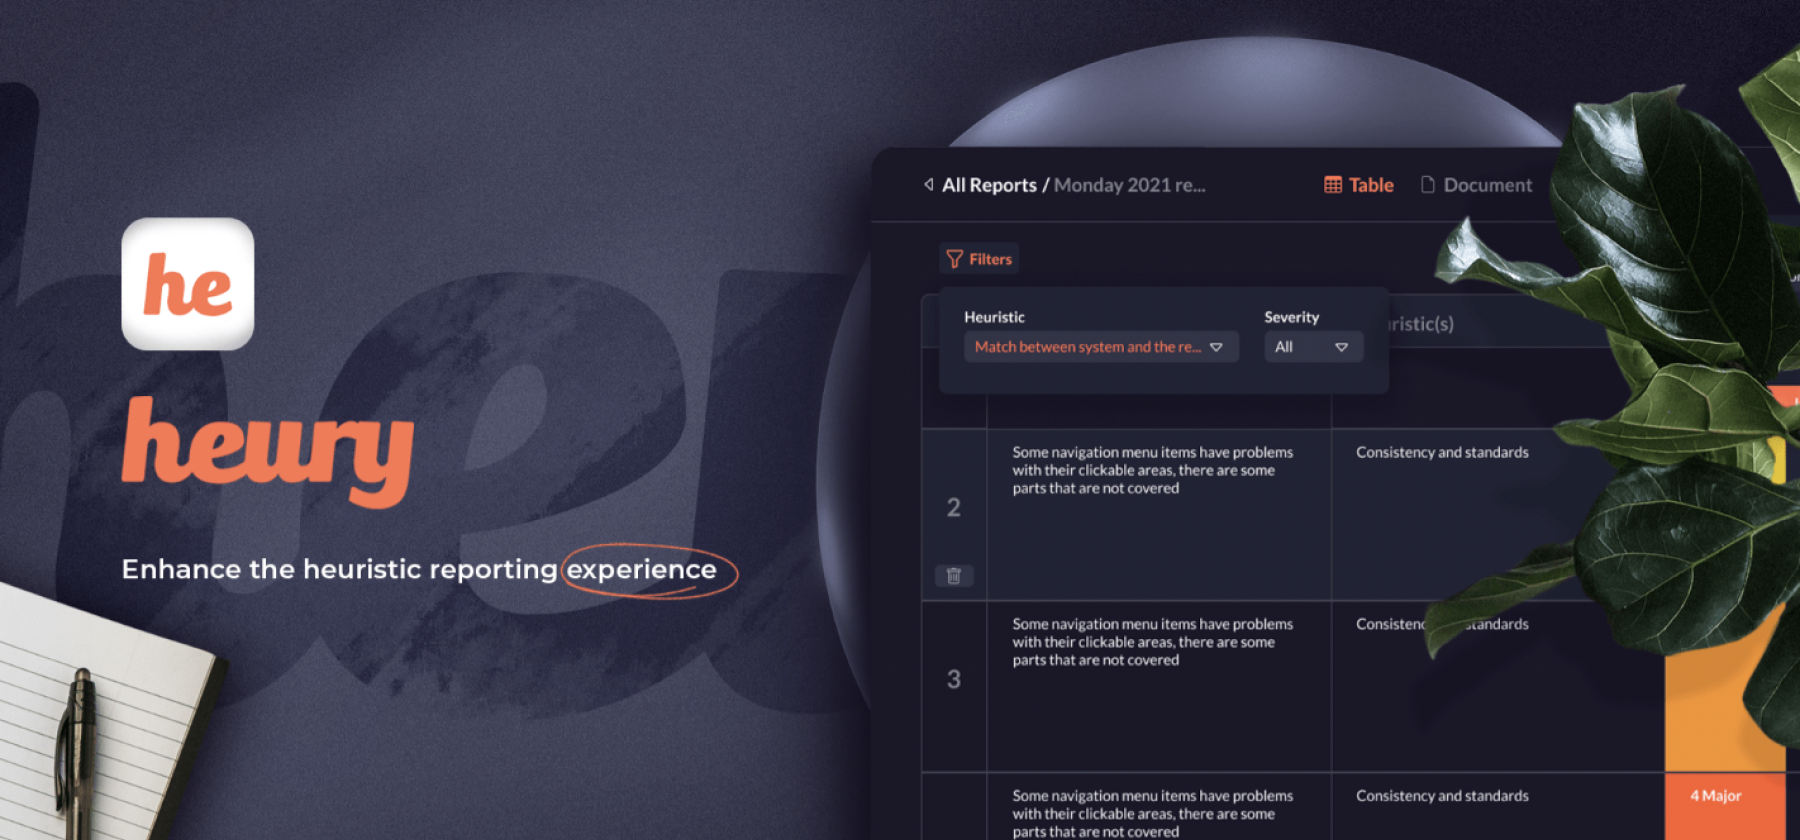 he
heury
Enhance the heuristic reporting experience
All Reports / Monday 2021 re...
Table
Document
Filters
Heuristic
Severity
Match between system and the re...
All
ristic(s)
Some navigation menu items have problems
with their clickable areas, there are some
parts that are not covered
Consistency and standards
2
Some navigation menu items have problems
with their clickable areas, there are some
parts that are not covered
Consistenc standards
3
Some navigation menu items have problems
with their clickable areas, there are some
parts that are not covered
Consistency and standards
4 Major